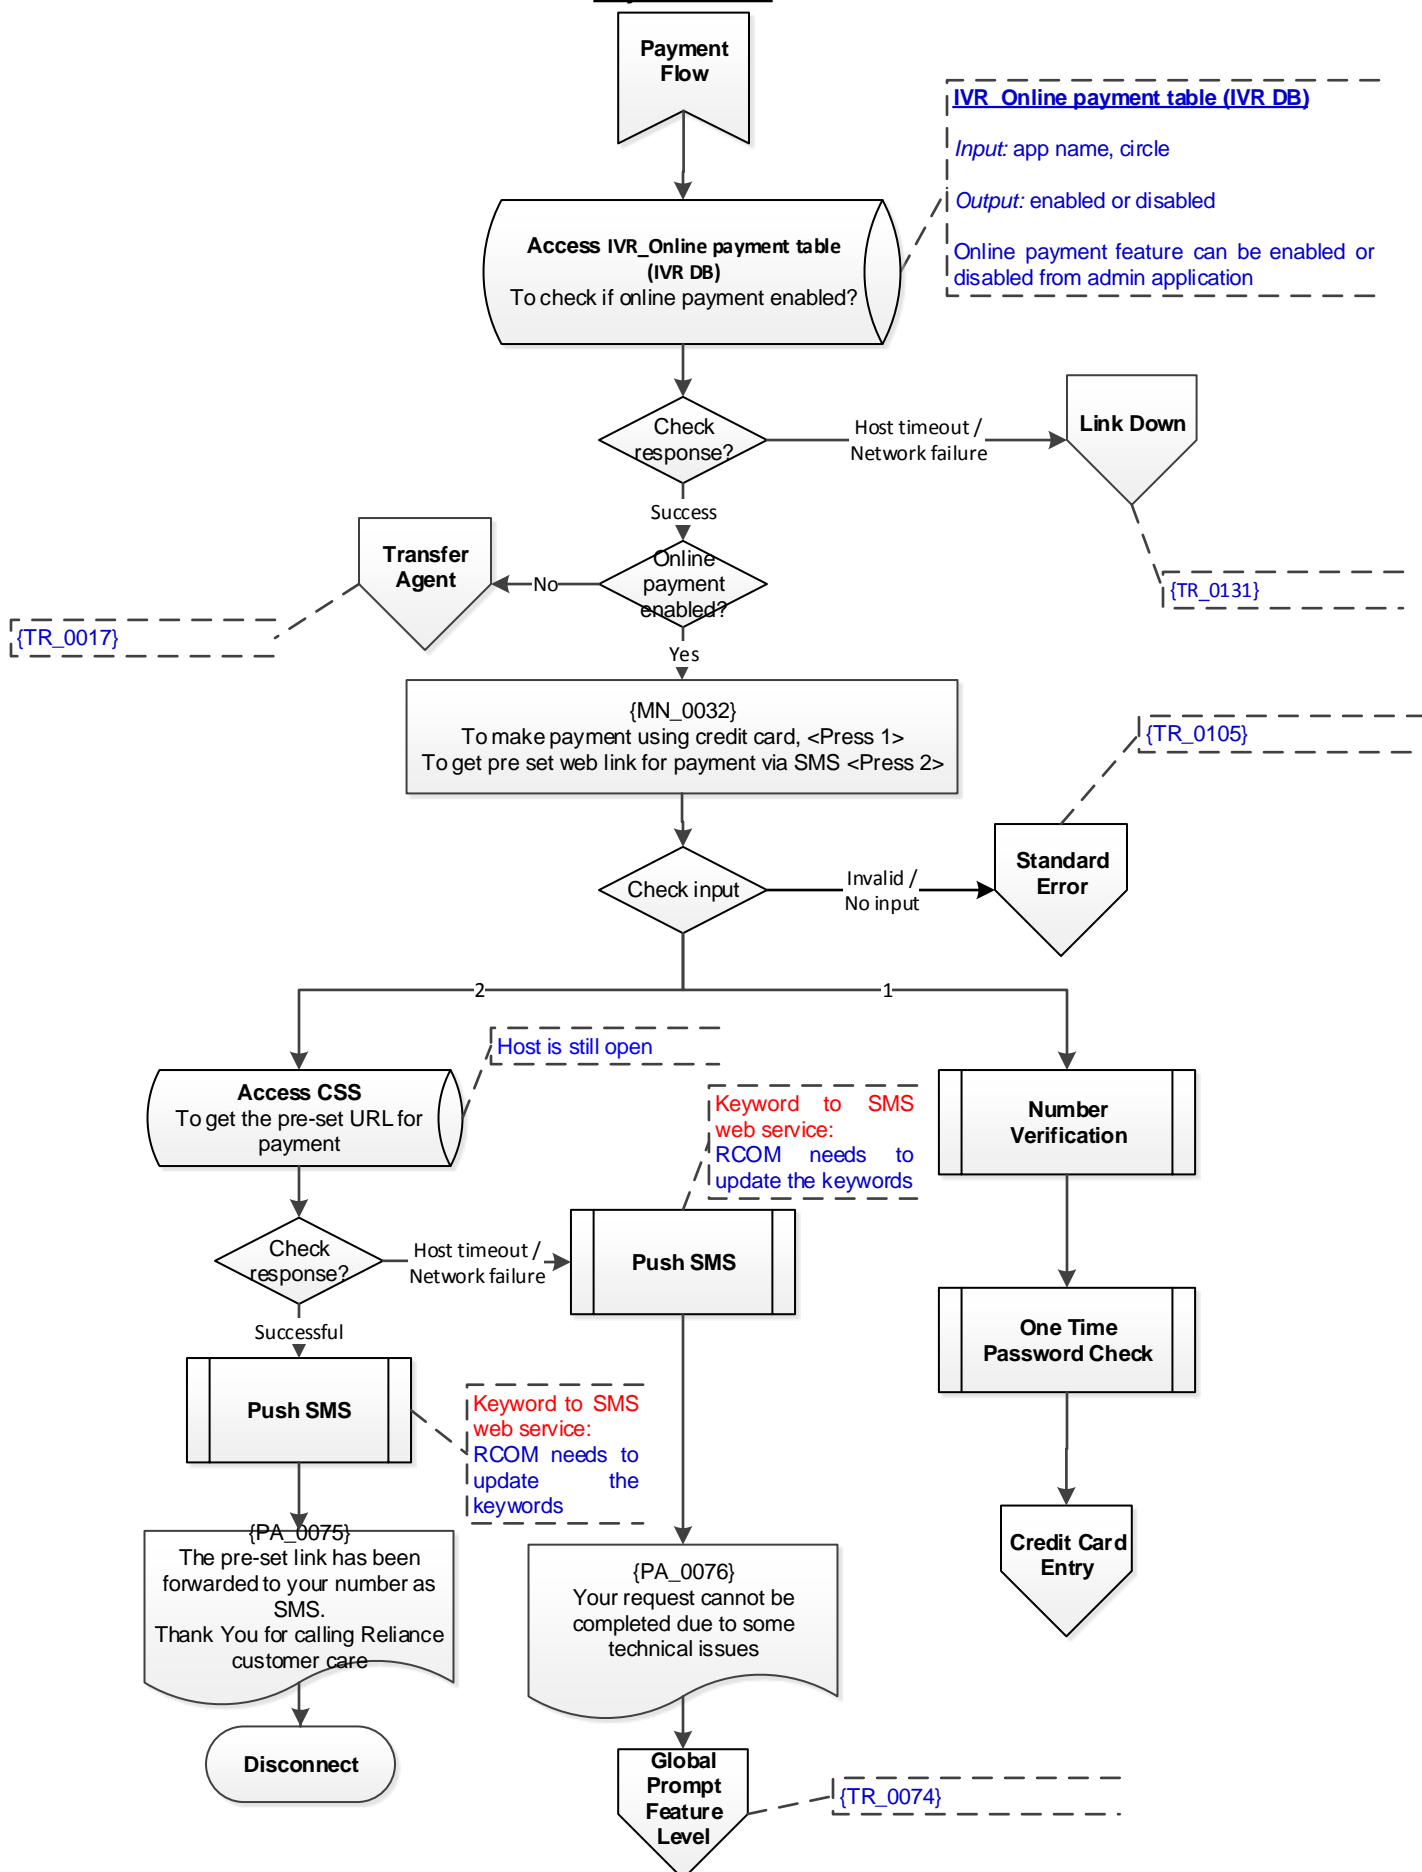 Payment
Flow
IVR_Online payment table (IVR DB)
Input: app name, circle
Output: enabled or disabled
Online payment feature can be enabled or
disabled from admin application
Access IVR_Online payment table
(IVR DB)
To check if online payment enabled?
Check
response?
Host timeout /
Network failure
Link Down
{TR_0131}
Success
Transfer
Agent
No
Online
payment
enabled?
{TR_0017}
Yes
{MN_0032}
To make payment using credit card, <Press 1>
To get pre set web link for payment via SMS <Press 2>
{TR_0105}
Check input
Invalid /
No input
Standard
Error
2
1
Host is still open
Access CSS
To get the pre-set URL for
payment
Keyword to SMS
web service:
RCOM needs to
update the keywords
Number
Verification
Check
response?
Host timeout /
Network failure
Push SMS
Successful
One Time
Password Check
Push SMS
Keyword to SMS
web service:
RCOM needs to
update the
keywords
{PA_0075}
The pre-set link has been
forwarded to your number as
SMS.
Thank You for calling Reliance
customer care
{PA_0076}
Your request cannot be
completed due to some
technical issues
Credit Card
Entry
Disconnect
Global
Prompt
Feature
Level
{TR_0074}